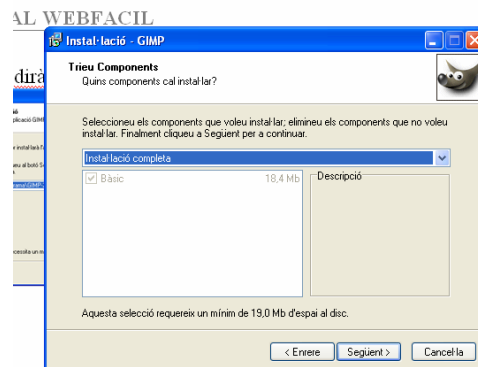 AL WEBFACIL
Instal·lació - GIMP
dirà
Trieu Components
Quins components cal instal·lar?
Seleccioneu els components que voleu instal·lar; elimineu els components que no voleu
instal·lar. Finalment cliqueu a Següent per a continuar.
Instal·lació completa
Bàsic 18,4 Mb
Descripció
Aquesta selecció requereix un mínim de 19,0 Mb d'espai al disc.
< Enrere Següent > Cancel·la